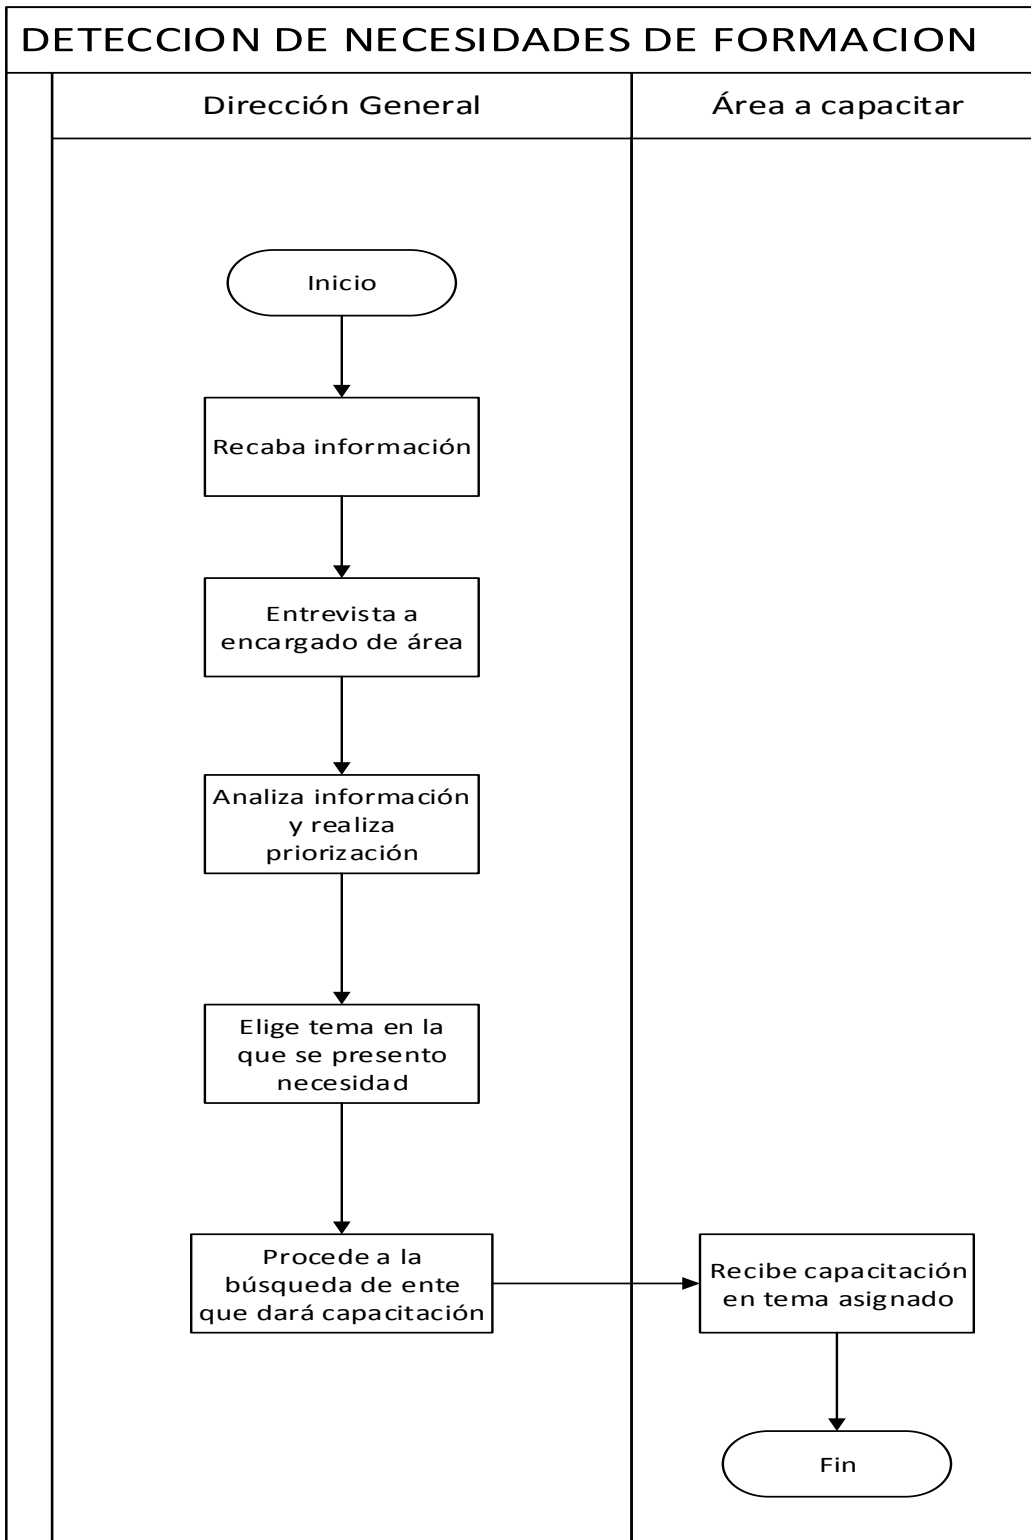 DETECCION DE NECESIDADES DE FORMACION
Dirección General
Área a capacitar
Inicio
Recaba información
Entrevista a
encargado de área
Analiza información
y realiza
priorización
Elige tema en la
que se presento
necesidad
Procede a la
búsqueda de ente
que dará capacitación
Recibe capacitación
en tema asignado
Fin